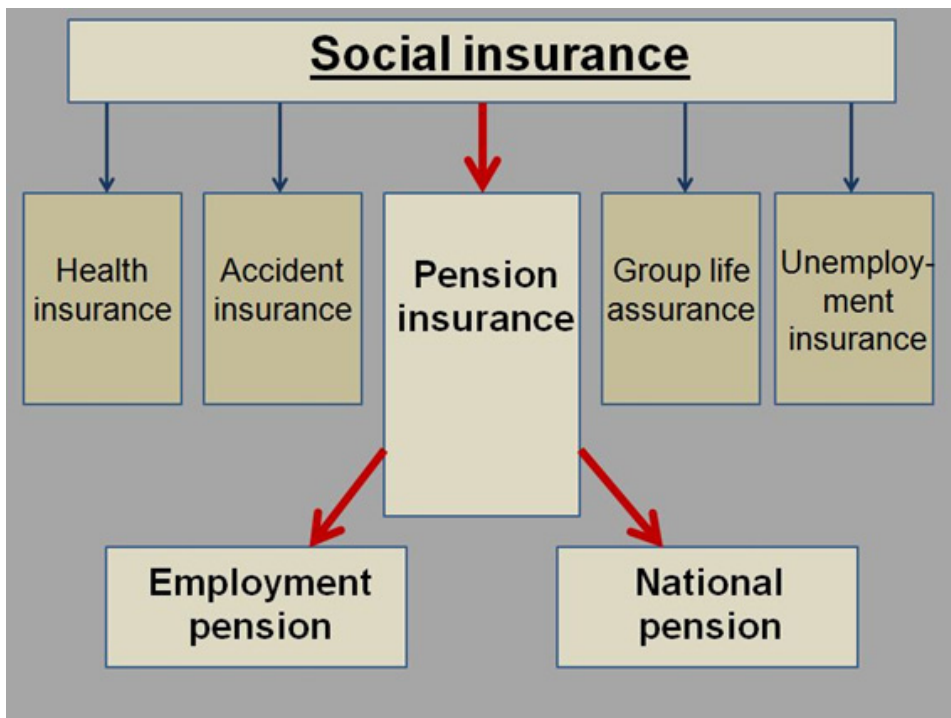 Social insurance
Health
insurance
Accident
insurance
Pension
insurance
Group life
assurance
Unemploy-
ment
insurance
Employment
pension
National
pension